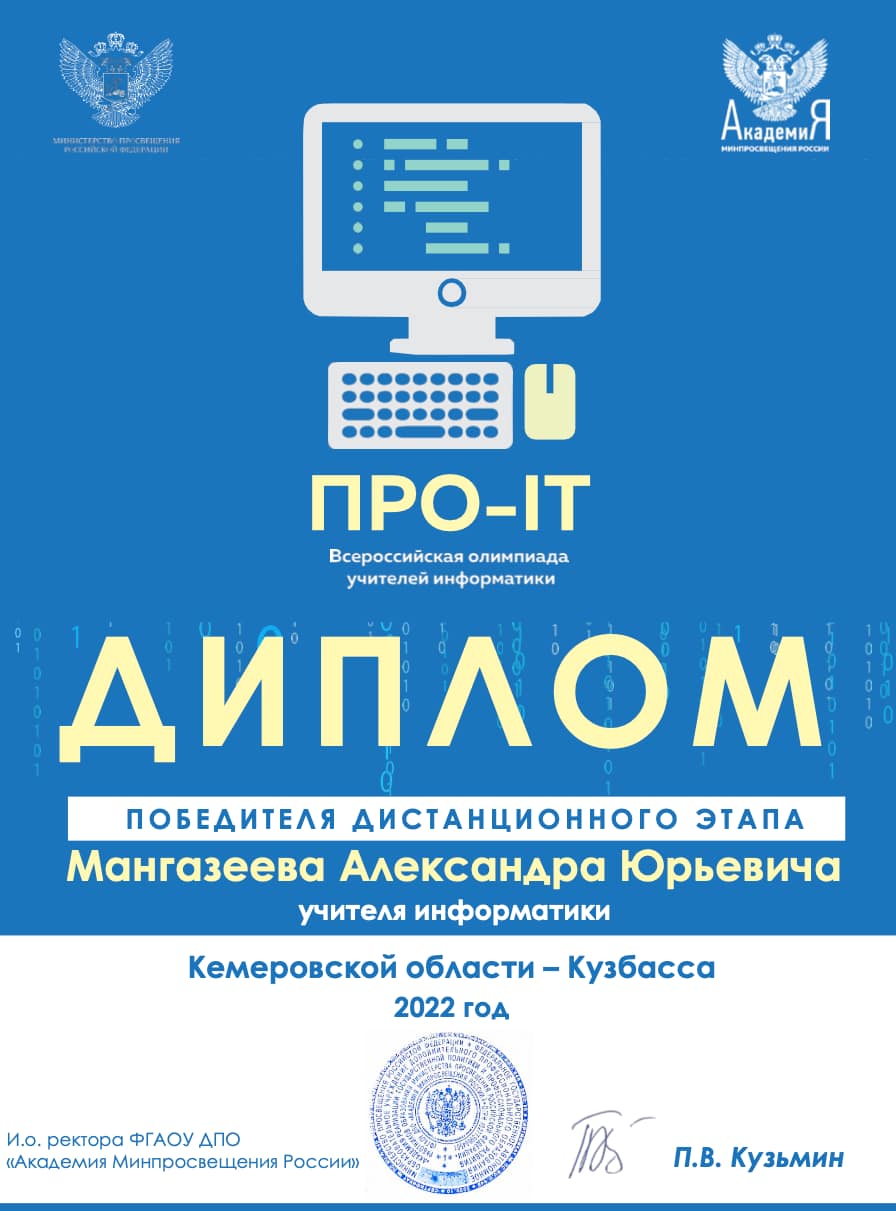 МИНИСТЕРСТВО ПРОСВЕЩЕНИЯ
РОССИЙСКОЙ ФЕДЕРАЦИИ
АкадемиЯ
МИНПРОСВЕЩЕНИЯ РОССИИ
ПРО-IT
Всероссийская олимпиада
учителей информатики
ДИПЛОМ
ПОБЕДИТЕЛЯ ДИСТАНЦИОННОГО ЭТАПА
Мангазеева Александра Юрьевича
учителя информатики
Кемеровской области – Кузбасса
2022 год
И.о. ректора ФГАОУ ДПО
«Академия Минпросвещения России»
П.В. Кузьмин